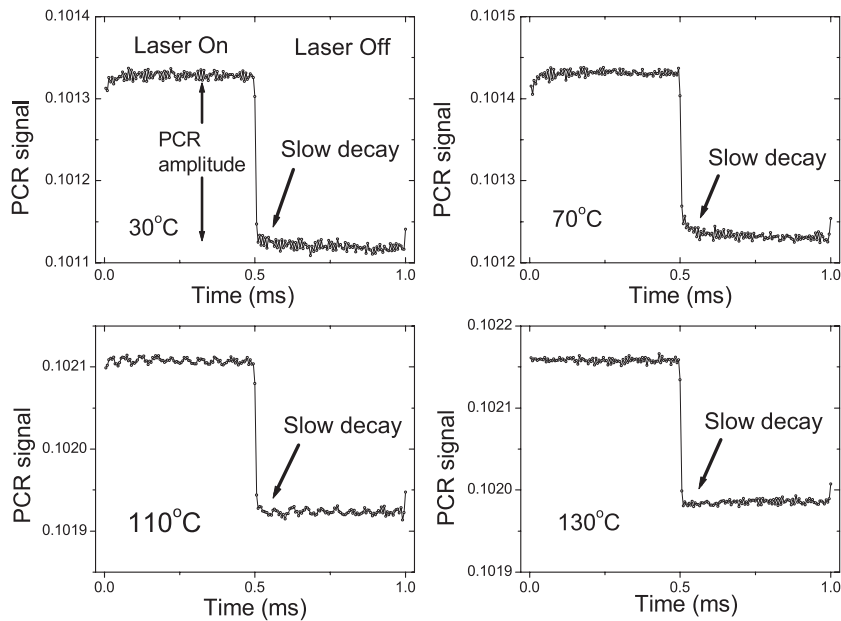 0.1014
Laser On
Laser Off
0.1013
PCR
amplitude
Slow decay
0.1012
30°C
0.1011
PCR signal
0.0
0.5
1.0
Time (ms)
0.1015
0.1014
Slow decay
0.1013
70°C
0.1012
PCR signal
0.0
0.5
1.0
Time (ms)
0.1021
Slow decay
0.1020
0.1019
110°C
PCR signal
0.0
0.5
1.0
Time (ms)
0.1022
0.1021
Slow decay
0.1020
130°C
0.1019
PCR signal
0.0
0.5
1.0
Time (ms)